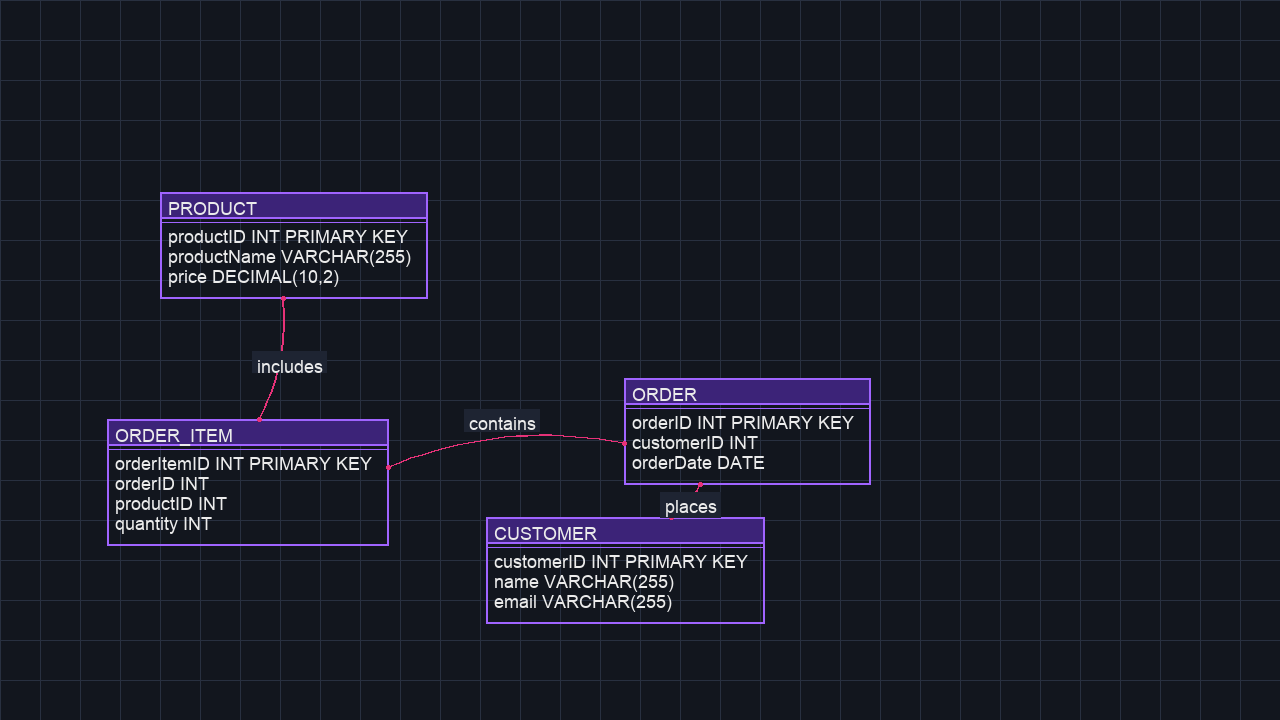 PRODUCT
productID INT PRIMARY KEY
productName VARCHAR(255)
price DECIMAL(10,2)
includes
ORDER_ITEM
orderItemID INT PRIMARY KEY
orderID INT
productID INT
quantity INT
contains
ORDER
orderID INT PRIMARY KEY
customerID INT
orderDate DATE
places
CUSTOMER
customerID INT PRIMARY KEY
name VARCHAR(255)
email VARCHAR(255)